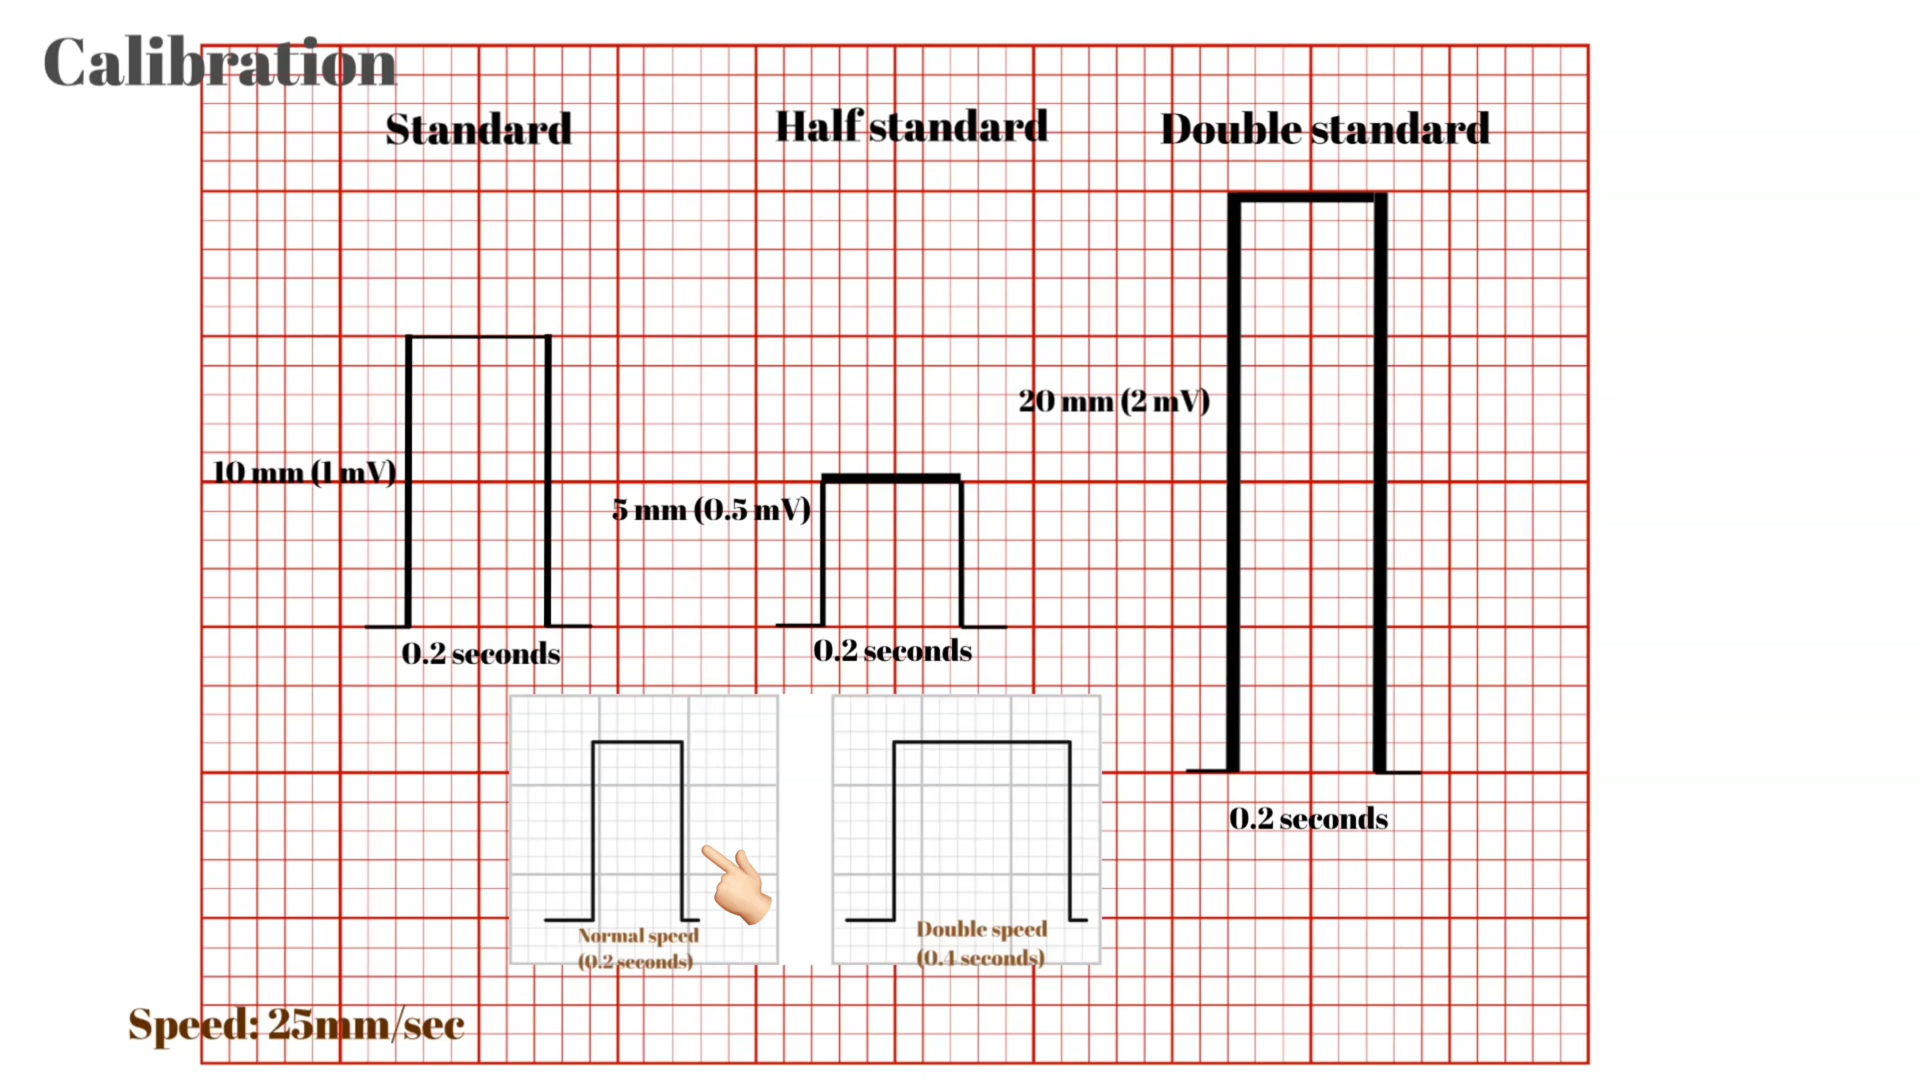 Calibration
Standard
Half standard
Double standard
20 mm (2 mV)
10 mm (1 mV)
5 mm (0.5 mV)
0.2 seconds
0.2 seconds
0.2 seconds
Normal speed
(0.2 seconds)
Double speed
(0.4 seconds)
Speed: 25mm/sec